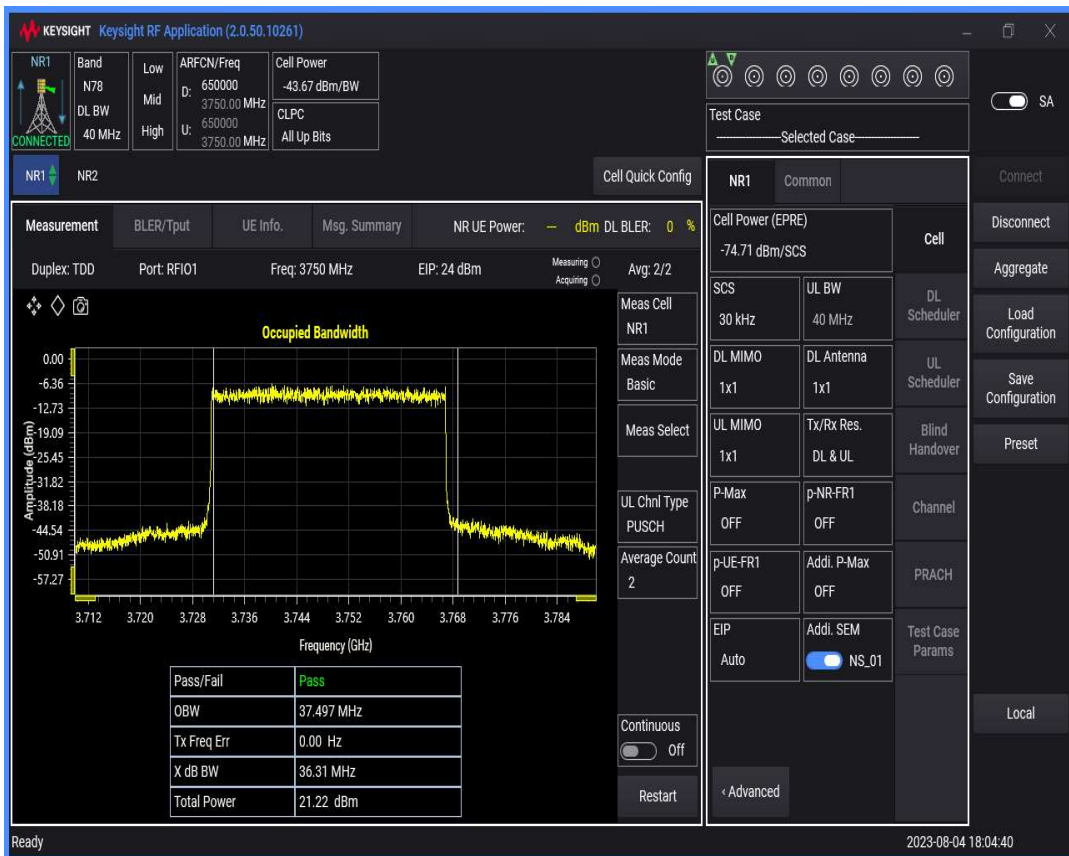 KEYSIGHT Keysight RF Application (2.0.50.10261)
NR1
CONNECTED
Band
N78
DL BW
40 MHz
Low
Mid
High
ARFCN/Freq
D: 650000
3750.00 MHz
U: 650000
3750.00 MHz
Cell Power
-43.67 dBm/BW
CLPC
All Up Bits
Test Case
-------------------Selected Case-------------------
SA
NR1
NR2
Cell Quick Config
Measurement
BLER/Tput
UE Info.
Msg. Summary
NR UE Power: --- dBm DL BLER: 0 %
Duplex: TDD
Port: RFIO1
Freq: 3750 MHz
EIP: 24 dBm
Measuring
Acquiring
Avg: 2/2
Occupied Bandwidth
Amplitude (dBm)
0.00
-6.36
-12.73
-19.09
-25.45
-31.82
-38.18
-44.54
-50.91
-57.27
3.712 3.720 3.728 3.736 3.744 3.752 3.760 3.768 3.776 3.784
Frequency (GHz)
Pass/Fail Pass
OBW 37.497 MHz
Tx Freq Err 0.00 Hz
X dB BW 36.31 MHz
Total Power 21.22 dBm
Meas Cell
NR1
Meas Mode
Basic
Meas Select
UL Chnl Type
PUSCH
Average Count
2
Continuous
Off
Restart
NR1
Common
Cell Power (EPRE)
-74.71 dBm/SCS
SCS
30 kHz
UL BW
40 MHz
DL MIMO
1x1
DL Antenna
1x1
UL MIMO
1x1
Tx/Rx Res.
DL & UL
P-Max
OFF
p-NR-FR1
OFF
p-UE-FR1
OFF
Addi. P-Max
OFF
EIP
Auto
Addi. SEM
NS_01
‹ Advanced
Cell
DL
Scheduler
UL
Scheduler
Blind
Handover
Channel
PRACH
Test Case
Params
Connect
Disconnect
Aggregate
Load
Configuration
Save
Configuration
Preset
Local
Ready
2023-08-04 18:04:40